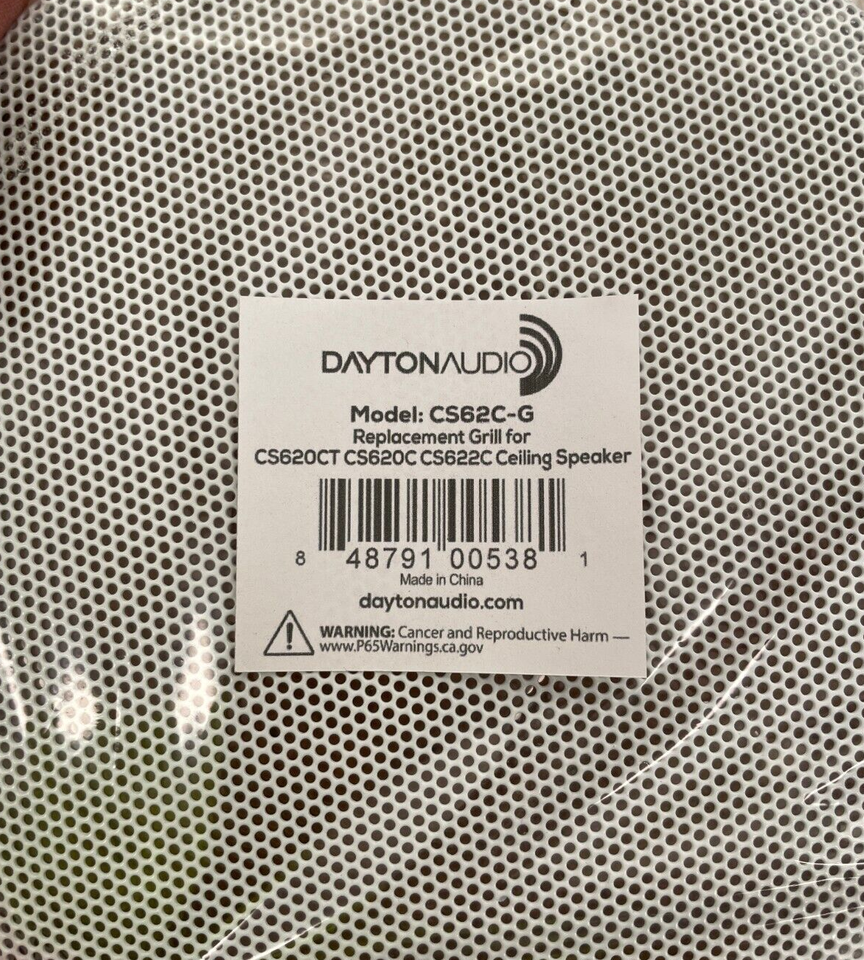 DAYTONAUDIO
Model: CS62C-G
Replacement Grill for
CS620CT CS620C CS622C Ceiling Speaker
8 48791 00538 1
Made in China
daytonaudio.com
WARNING: Cancer and Reproductive Harm —
www.P65Warnings.ca.gov